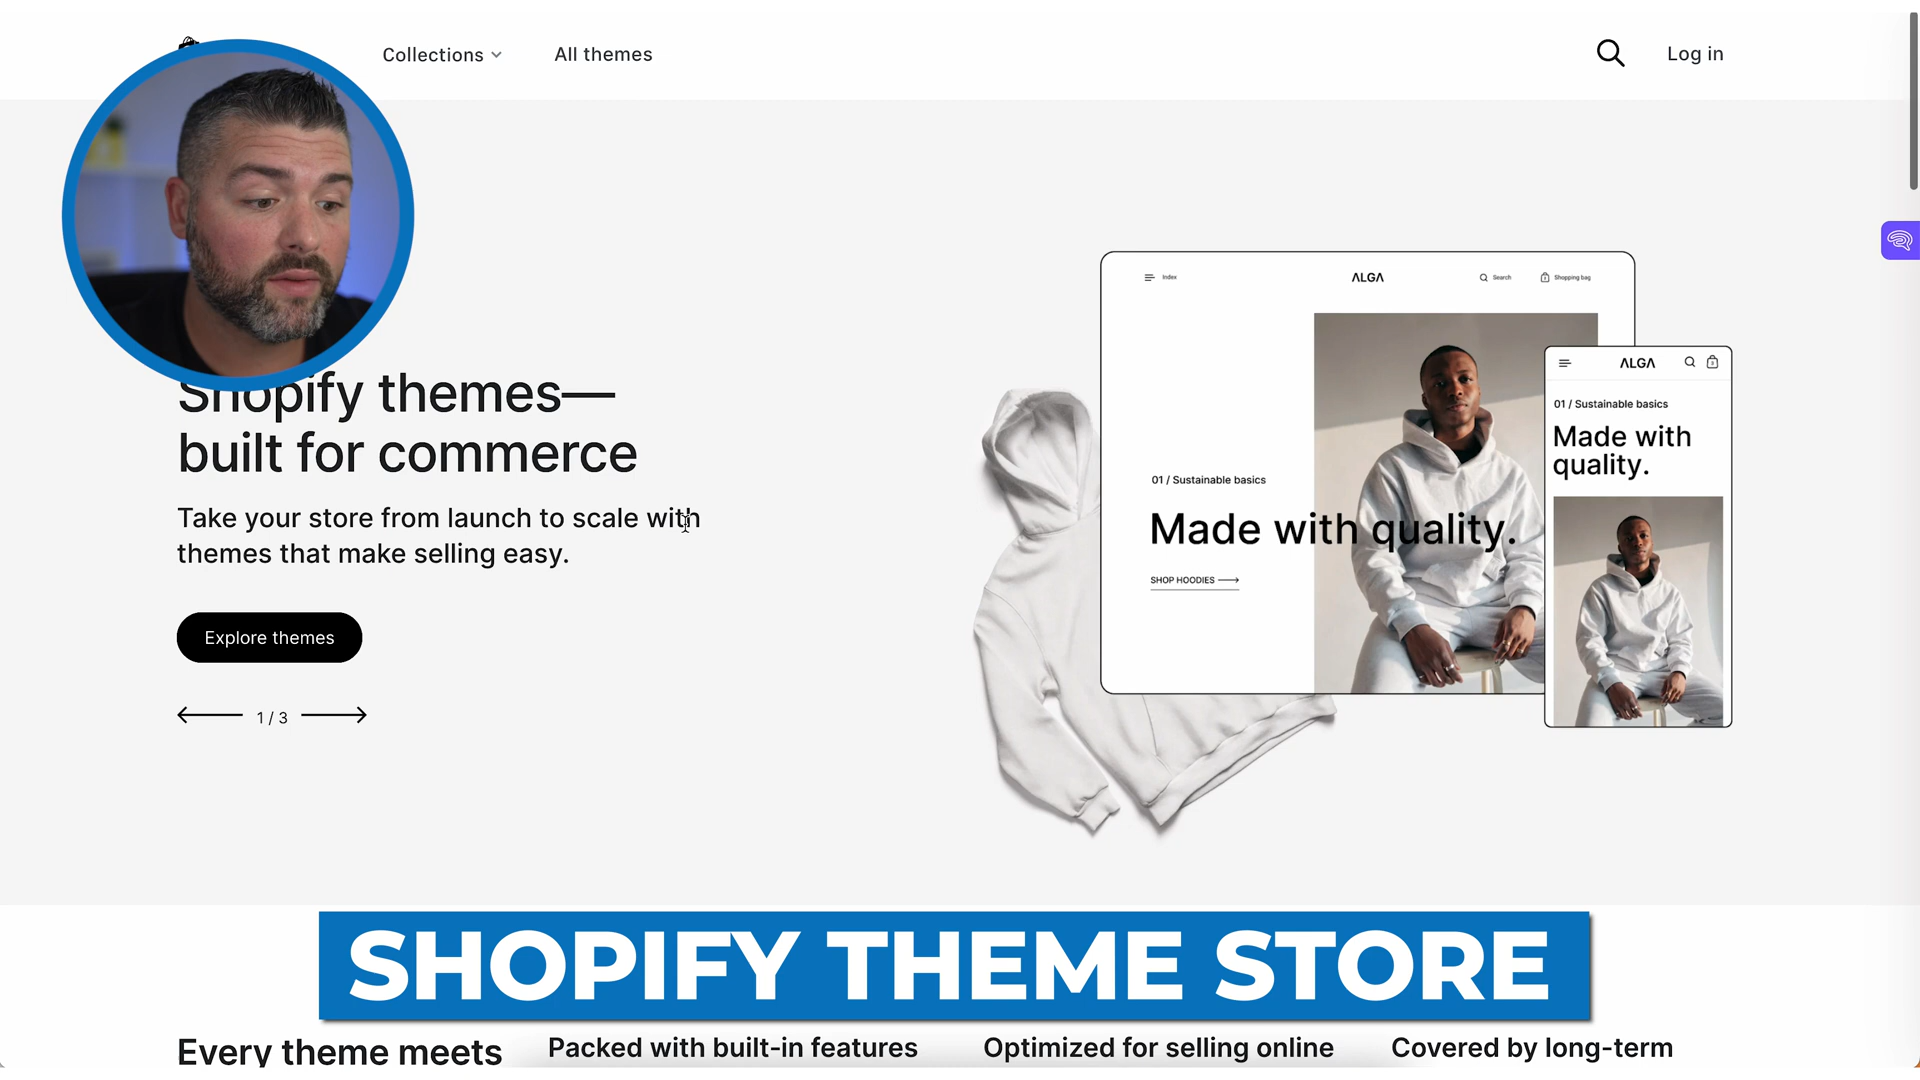 Collections
All themes
Log in
Shopify themes—
built for commerce
Take your store from launch to scale with
themes that make selling easy.
Explore themes
1 / 3
Index
ALGA
Search
Shopping bag
01 / Sustainable basics
Made with quality.
SHOP HOODIES
ALGA
01 / Sustainable basics
Made with
quality.
SHOPIFY THEME STORE
Every theme meets
Packed with built-in features
Optimized for selling online
Covered by long-term